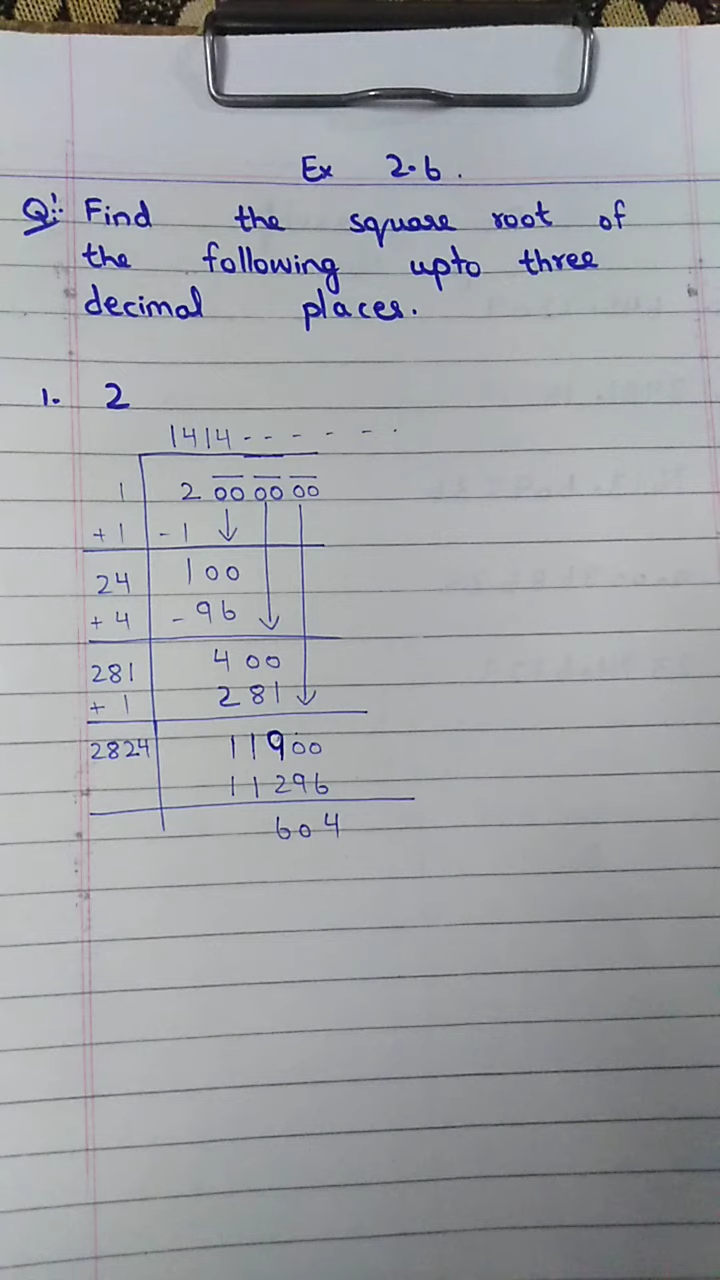 Ex 2.6.
Q:- Find the square root of
the following upto three
decimal places.
1. 2
1414-------.
1 2 00 00 00
+1 -1
24 100
+4 -96
281 400
+1 281
2824 11900
11296
604